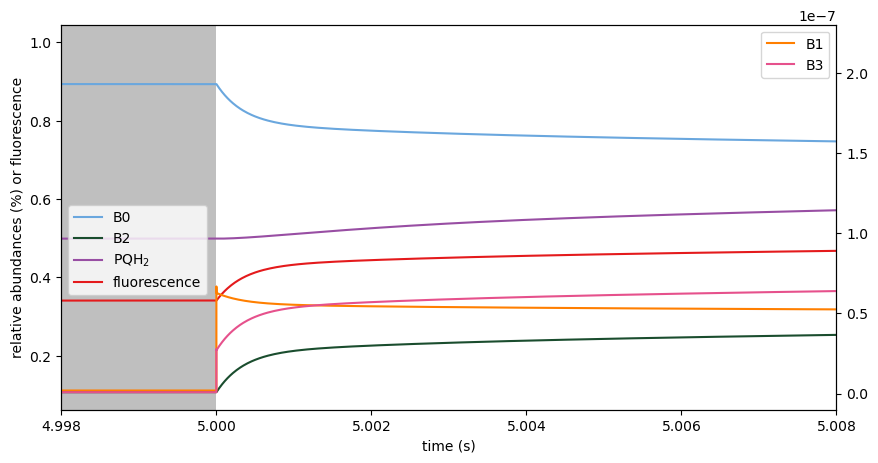 1e−7
1.0
0.8
0.6
0.4
0.2
relative abundances (%) or fluorescence
B0
B2
PQH₂
fluorescence
B1
B3
2.0
1.5
1.0
0.5
0.0
4.998
5.000
5.002
5.004
5.006
5.008
time (s)